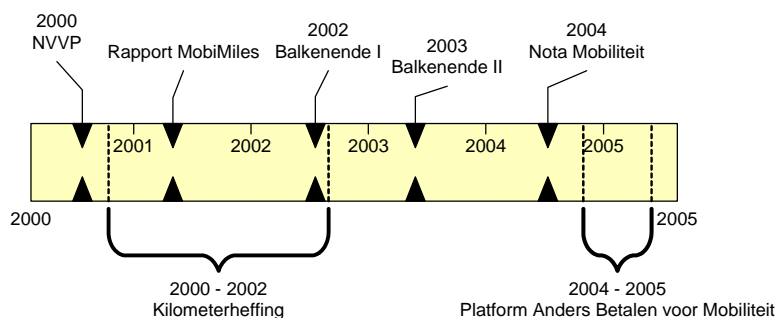 2000
NVVP
Rapport MobiMiles
2002
Balkenende I
2003
Balkenende II
2004
Nota Mobiliteit
2001
2002
2003
2004
2005
2000
2005
2000 - 2002
Kilometerheffing
2004 - 2005
Platform Anders Betalen voor Mobiliteit